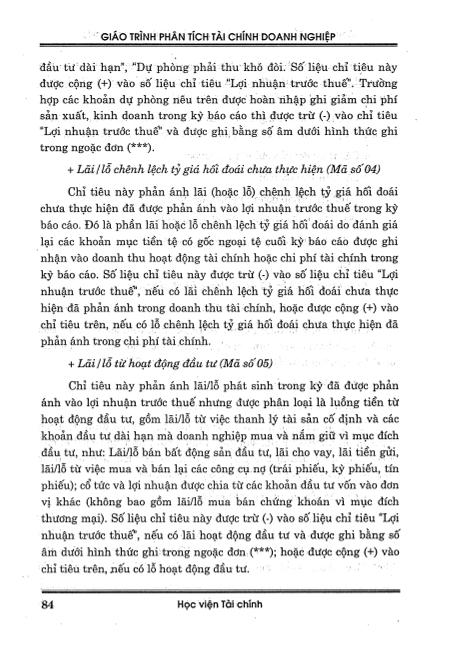 GIÁO TRÌNH PHÂN TÍCH TÀI CHÍNH DOANH NGHIỆP
đầu tư dài hạn", "Dự phòng phải thu khó đòi. Số liệu chỉ tiêu này
được cộng (+) vào số liệu chỉ tiêu "Lợi nhuận trước thuế". Trường
hợp các khoản dự phòng nêu trên được hoàn nhập ghi giảm chi phí
sản xuất, kinh doanh trong kỳ báo cáo thì được trừ (-) vào chỉ tiêu
"Lợi nhuận trước thuế" và được ghi bằng số âm dưới hình thức ghi
trong ngoặc đơn (***).
+ Lãi/lỗ chênh lệch tỷ giá hối đoái chưa thực hiện (Mã số 04)
Chỉ tiêu này phản ánh lãi (hoặc lỗ) chênh lệch tỷ giá hối đoái
chưa thực hiện đã được phản ánh vào lợi nhuận trước thuế trong kỳ
báo cáo. Đó là phần lãi hoặc lỗ chênh lệch tỷ giá hối đoái do đánh giá
lại các khoản mục tiền tệ có gốc ngoại tệ cuối kỳ báo cáo được ghi
nhận vào doanh thu hoạt động tài chính hoặc chi phí tài chính trong
kỳ báo cáo. Số liệu chỉ tiêu này được trừ (-) vào số liệu chỉ tiêu "Lợi
nhuận trước thuế", nếu có lãi chênh lệch tỷ giá hối đoái chưa thực
hiện đã phản ánh trong doanh thu tài chính, hoặc được cộng (+) vào
chỉ tiêu trên, nếu có lỗ chênh lệch tỷ giá hối đoái chưa thực hiện đã
phản ánh trong chi phí tài chính.
+ Lãi/lỗ từ hoạt động đầu tư (Mã số 05)
Chỉ tiêu này phản ánh lãi/lỗ phát sinh trong kỳ đã được phản
ánh vào lợi nhuận trước thuế nhưng được phân loại là luồng tiền từ
hoạt động đầu tư, gồm lãi/lỗ từ việc thanh lý tài sản cố định và các
khoản đầu tư dài hạn mà doanh nghiệp mua và nắm giữ vì mục đích
đầu tư, như: Lãi/lỗ bán bất động sản đầu tư, lãi cho vay, lãi tiền gửi,
lãi/lỗ từ việc mua và bán lại các công cụ nợ (trái phiếu, kỳ phiếu, tín
phiếu); cổ tức và lợi nhuận được chia từ các khoản đầu tư vốn vào đơn
vị khác (không bao gồm lãi/lỗ mua bán chứng khoán vì mục đích
thương mại). Số liệu chỉ tiêu này được trừ (-) vào số liệu chỉ tiêu "Lợi
nhuận trước thuế", nếu có lãi hoạt động đầu tư và được ghi bằng số
âm dưới hình thức ghi trong ngoặc đơn (***); hoặc được cộng (+) vào
chỉ tiêu trên, nếu có lỗ hoạt động đầu tư.
84 Học viện Tài chính